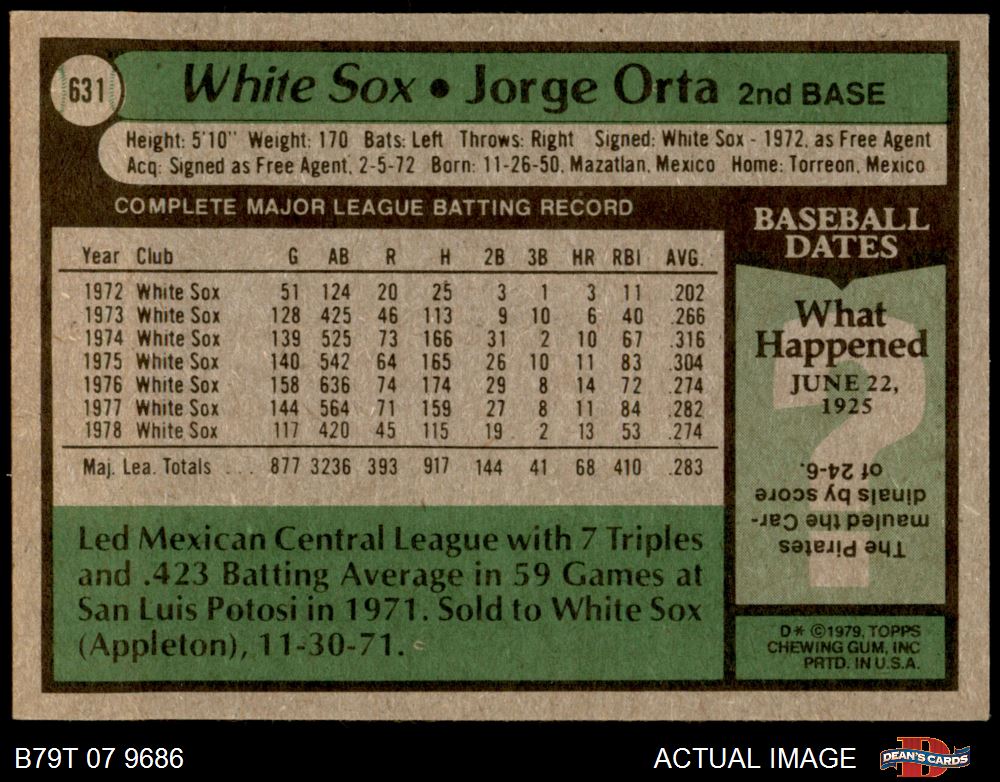 631
White Sox • Jorge Orta 2nd BASE
Height: 5'10" Weight: 170 Bats: Left Throws: Right Signed: White Sox - 1972, as Free Agent
Acq: Signed as Free Agent, 2-5-72 Born: 11-26-50, Mazatlan, Mexico Home: Torreon, Mexico
COMPLETE MAJOR LEAGUE BATTING RECORD
Year Club G AB R H 2B 3B HR RBI AVG.
1972 White Sox 51 124 20 25 3 1 3 11 .202
1973 White Sox 128 425 46 113 9 10 6 40 .266
1974 White Sox 139 525 73 166 31 2 10 67 .316
1975 White Sox 140 542 64 165 26 10 11 83 .304
1976 White Sox 158 636 74 174 29 8 14 72 .274
1977 White Sox 144 564 71 159 27 8 11 84 .282
1978 White Sox 117 420 45 115 19 2 13 53 .274
Maj. Lea. Totals . . . 877 3236 393 917 144 41 68 410 .283
Led Mexican Central League with 7 Triples
and .423 Batting Average in 59 Games at
San Luis Potosi in 1971. Sold to White Sox
(Appleton), 11-30-71.
BASEBALL
DATES
What
Happened
JUNE 22,
1925
?
The Pirates
mauled the Car-
dinals by score
of 24-6.
D* ©1979, TOPPS
CHEWING GUM, INC
PRTD. IN U.S.A.
B79T 07 9686
ACTUAL IMAGE
DEAN'S CARDS